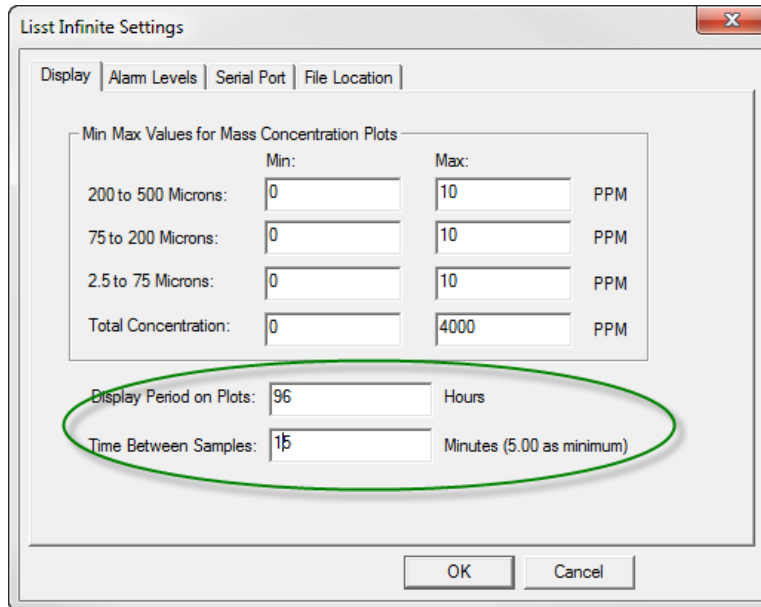 Lisst Infinite Settings
Display Alarm Levels Serial Port File Location
Min Max Values for Mass Concentration Plots
Min: Max:
200 to 500 Microns: 0 10 PPM
75 to 200 Microns: 0 10 PPM
2.5 to 75 Microns: 0 10 PPM
Total Concentration: 0 4000 PPM
Display Period on Plots: 96 Hours
Time Between Samples: 15 Minutes (5.00 as minimum)
OK Cancel